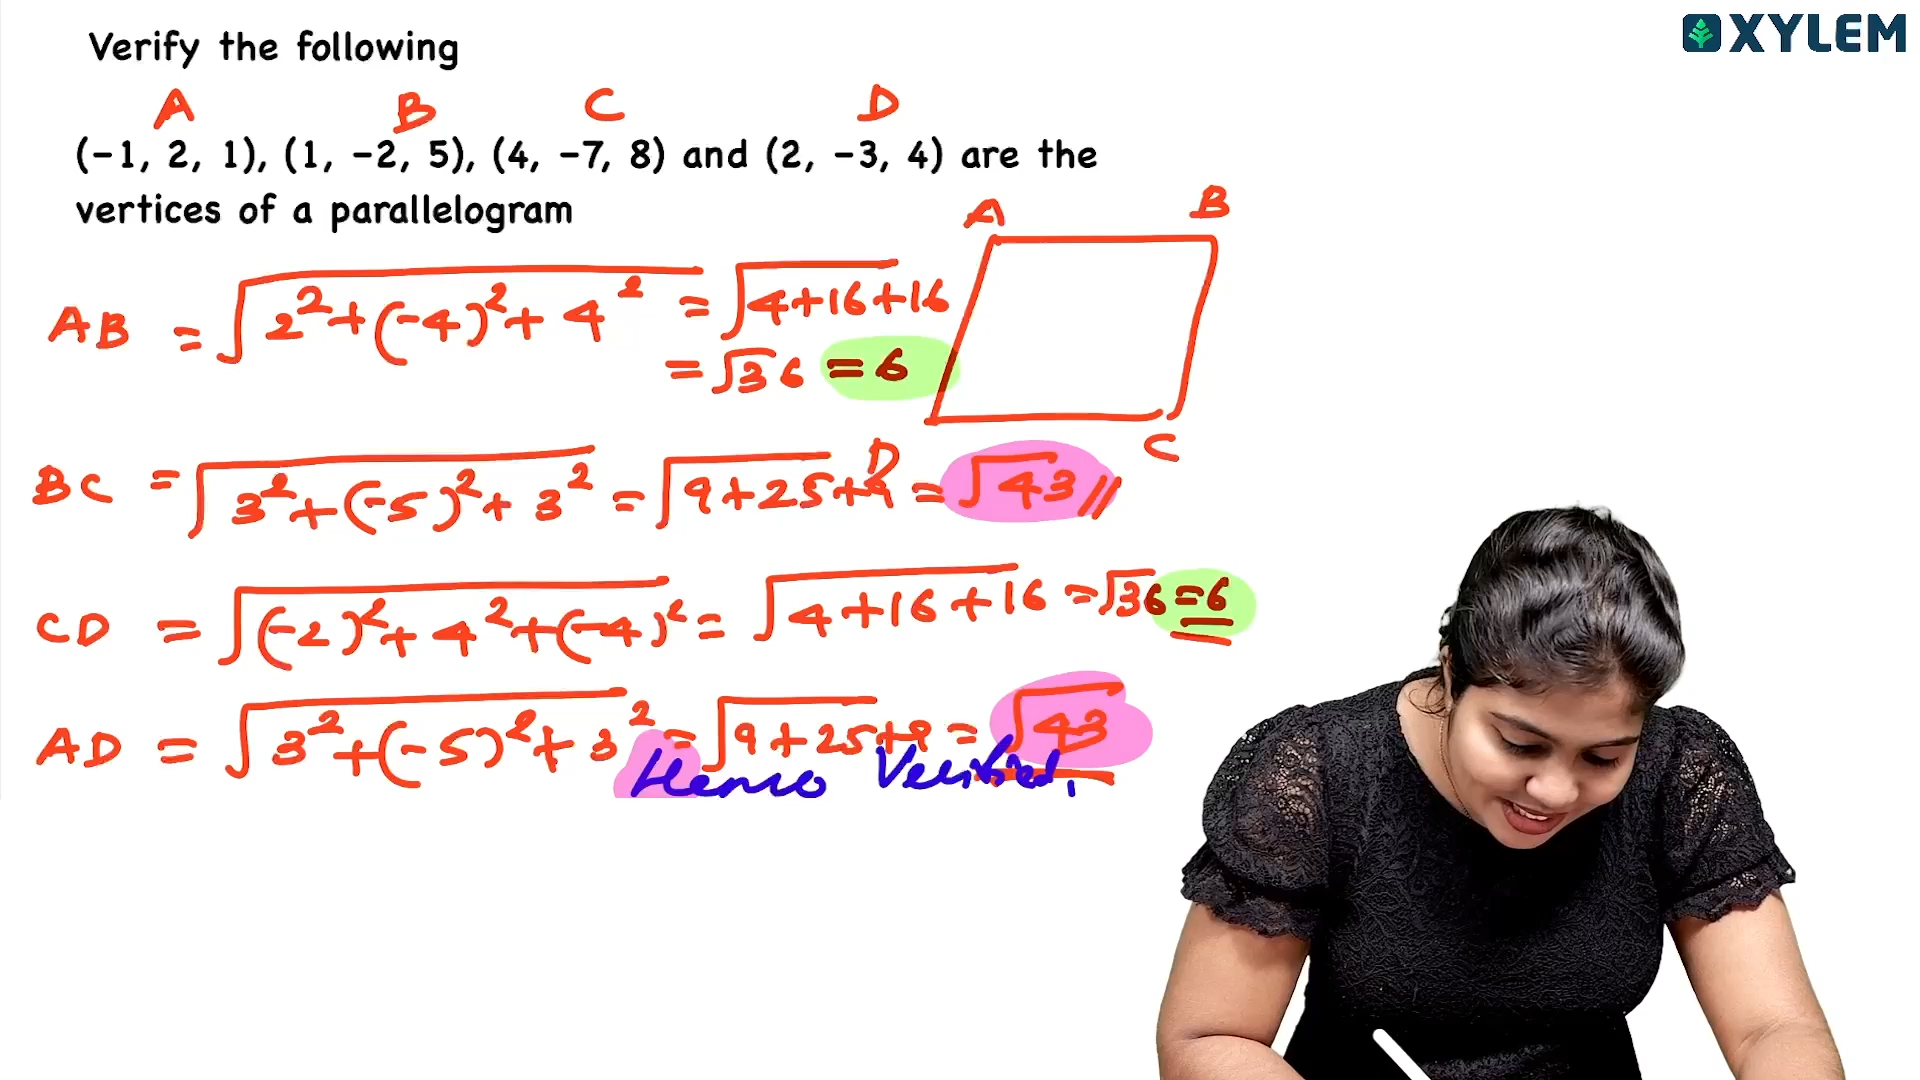 XYLEM
Verify the following
A B C D
(-1, 2, 1), (1, -2, 5), (4, -7, 8) and (2, -3, 4) are the
vertices of a parallelogram
A B
AB = √(2² + (-4)² + 4²) = √(4+16+16)
= √36 = 6
D C
BC = √(3² + (-5)² + 3²) = √(9+25+9) = √43 //
CD = √((-2)² + 4² + (-4)²) = √(4+16+16) = √36 = 6
AD = √(3² + (-5)² + 3²) = √(9+25+9) = √43
Hence Verified.